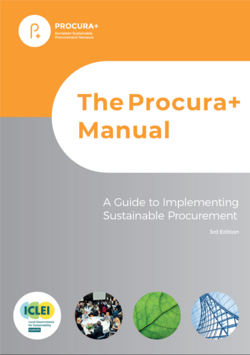 PROCURA+
European Sustainable
Procurement Network
The Procura+
Manual
A Guide to Implementing
Sustainable Procurement
3rd Edition
ICLEI
Local Governments
for Sustainability